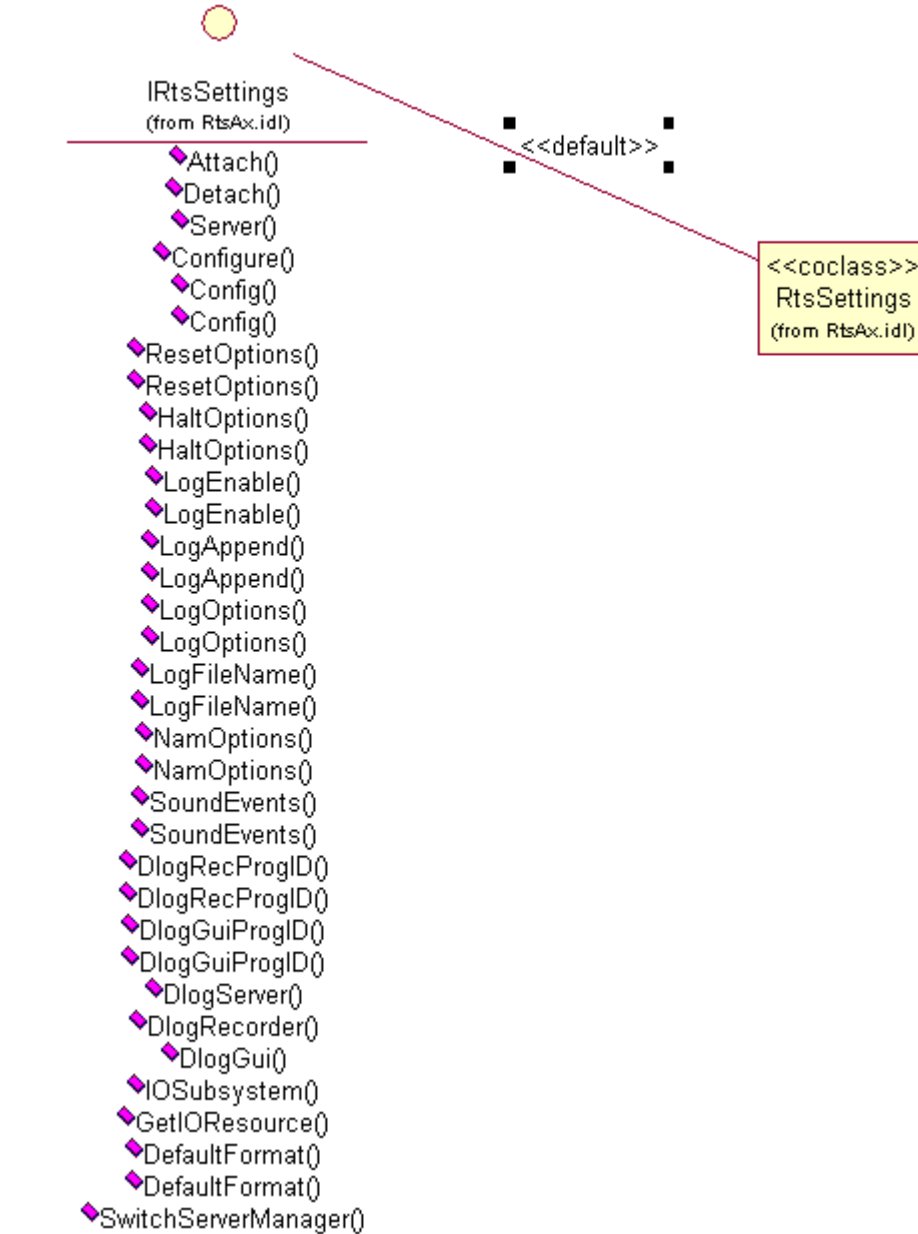 IRtsSettings
(from RtsAx.idl)
Attach()
Detach()
Server()
Configure()
Config()
Config()
ResetOptions()
ResetOptions()
HaltOptions()
HaltOptions()
LogEnable()
LogEnable()
LogAppend()
LogAppend()
LogOptions()
LogOptions()
LogFileName()
LogFileName()
NamOptions()
NamOptions()
SoundEvents()
SoundEvents()
DlogRecProgID()
DlogRecProgID()
DlogGuiProgID()
DlogGuiProgID()
DlogServer()
DlogRecorder()
DlogGui()
IOSubsystem()
GetIOResource()
DefaultFormat()
DefaultFormat()
SwitchServerManager()
<<default>>
<<coclass>>
RtsSettings
(from RtsAx.idl)